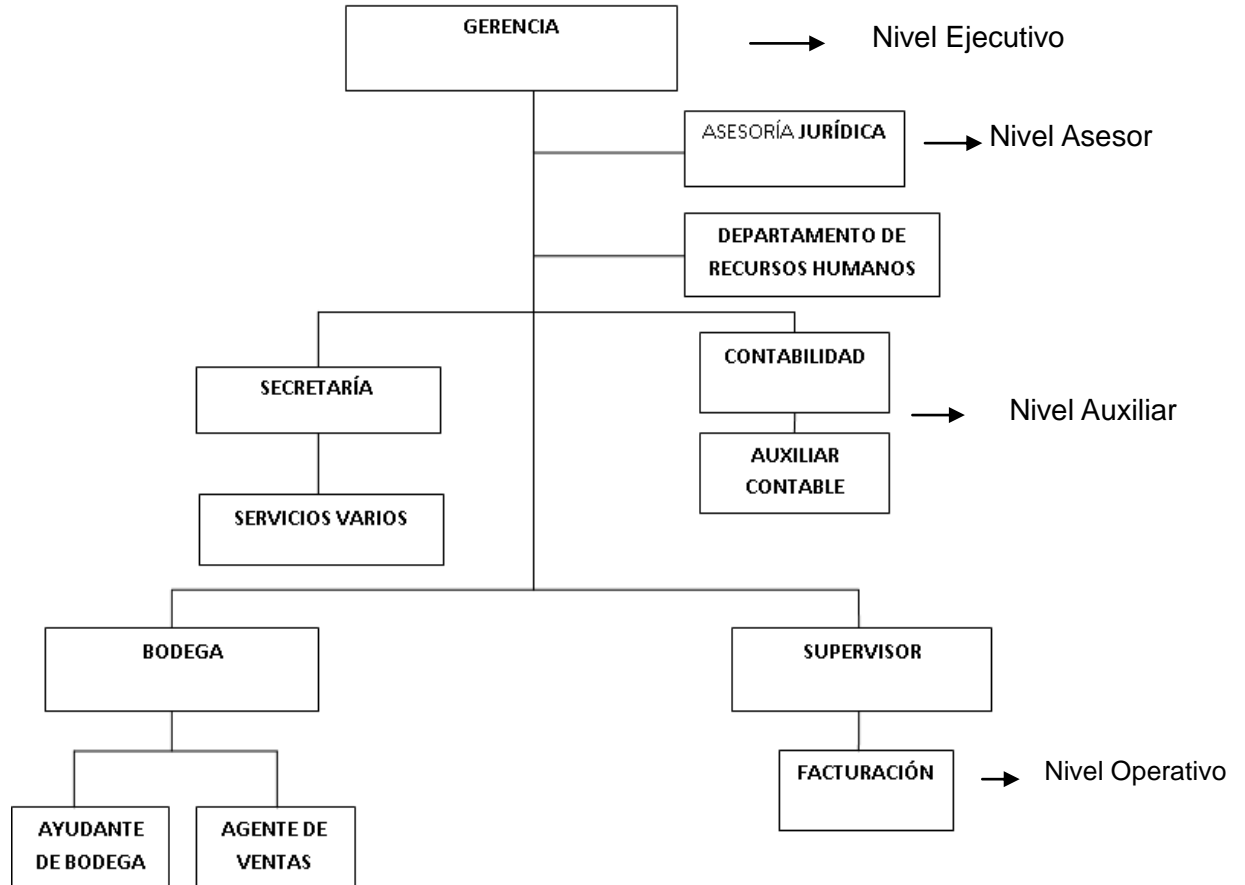 GERENCIA
Nivel Ejecutivo
ASESORÍA JURÍDICA
Nivel Asesor
DEPARTAMENTO DE
RECURSOS HUMANOS
SECRETARÍA
CONTABILIDAD
Nivel Auxiliar
AUXILIAR
CONTABLE
SERVICIOS VARIOS
BODEGA
SUPERVISOR
FACTURACIÓN
Nivel Operativo
AYUDANTE
DE BODEGA
AGENTE DE
VENTAS